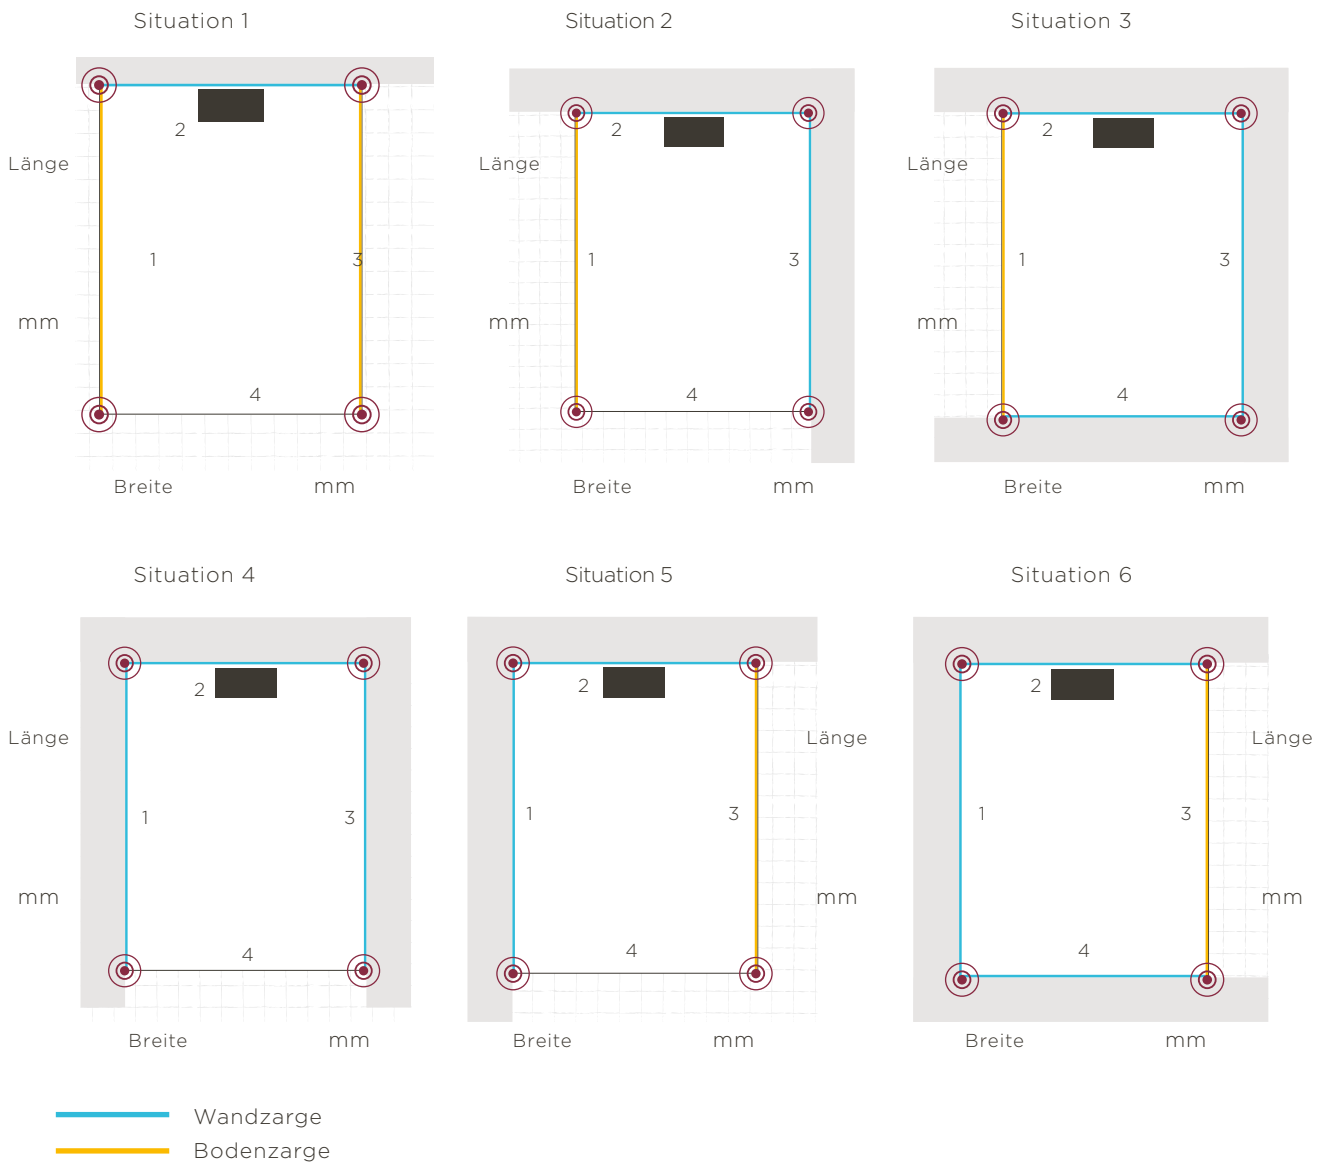 Situation 1
2
Länge
1
3
mm
4
Breite mm
Situation 2
2
Länge
1
3
mm
4
Breite mm
Situation 3
2
Länge
1
3
mm
4
Breite mm
Situation 4
2
Länge
1
3
mm
4
Breite mm
Situation 5
2
Länge
1
3
mm
4
Breite mm
Situation 6
2
Länge
1
3
mm
4
Breite mm
Wandzarge
Bodenzarge